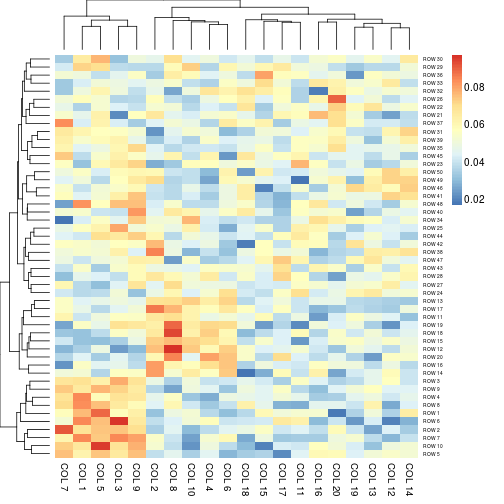 ROW 30
ROW 29
ROW 36
ROW 33
ROW 32
ROW 26
ROW 22
ROW 21
ROW 37
ROW 31
ROW 39
ROW 35
ROW 45
ROW 23
ROW 50
ROW 49
ROW 46
ROW 41
ROW 48
ROW 40
ROW 34
ROW 25
ROW 44
ROW 42
ROW 38
ROW 47
ROW 43
ROW 28
ROW 27
ROW 24
ROW 13
ROW 17
ROW 11
ROW 19
ROW 18
ROW 15
ROW 12
ROW 20
ROW 16
ROW 14
ROW 3
ROW 9
ROW 4
ROW 8
ROW 1
ROW 6
ROW 2
ROW 7
ROW 10
ROW 5
COL 7
COL 1
COL 5
COL 3
COL 9
COL 2
COL 8
COL 10
COL 4
COL 6
COL 18
COL 15
COL 17
COL 11
COL 16
COL 20
COL 19
COL 13
COL 12
COL 14
0.08
0.06
0.04
0.02